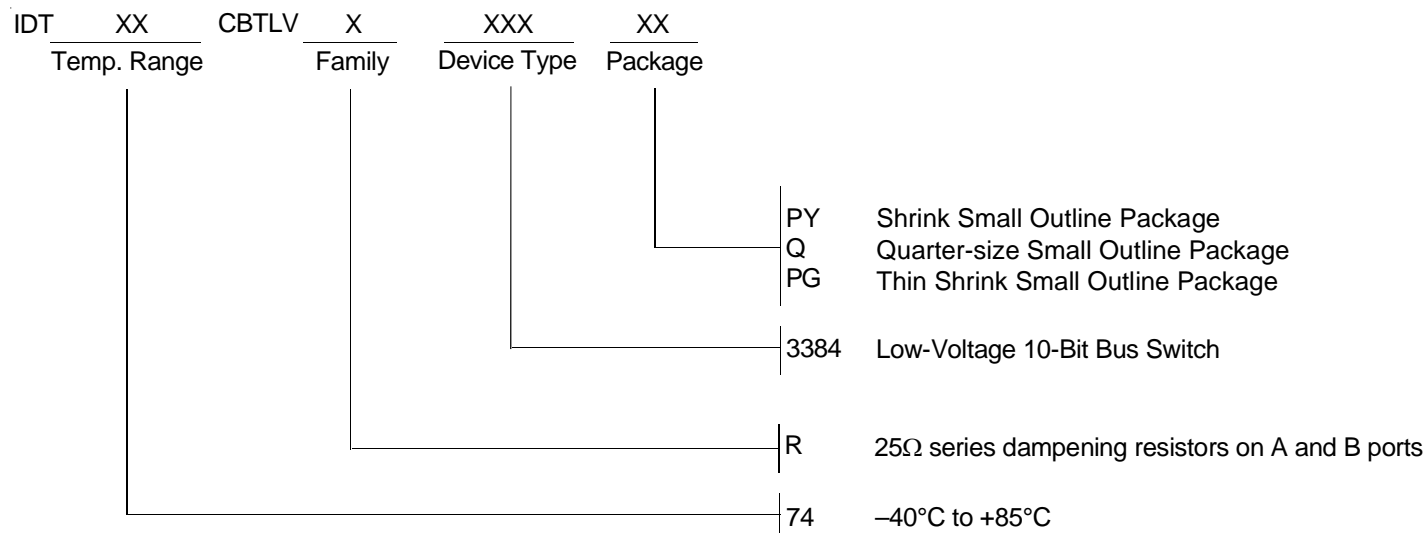 IDT XX CBTLV X XXX XX
Temp. Range Family Device Type Package
PY Shrink Small Outline Package
Q Quarter-size Small Outline Package
PG Thin Shrink Small Outline Package
3384 Low-Voltage 10-Bit Bus Switch
R 25Ω series dampening resistors on A and B ports
74 –40°C to +85°C